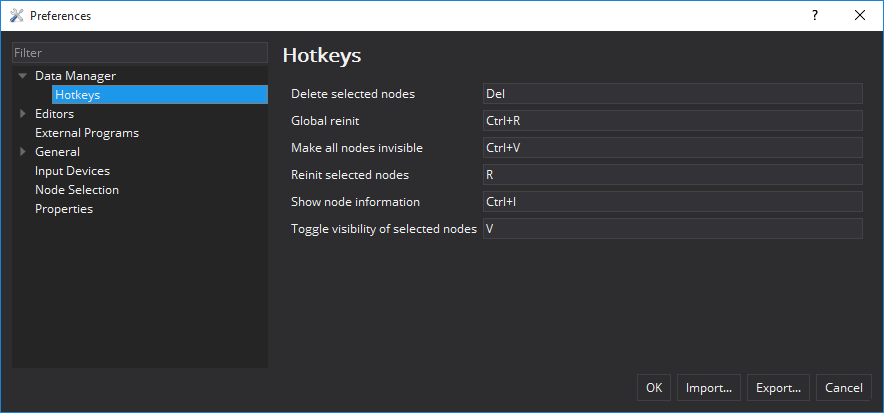 Preferences
?
Filter
Data Manager
Hotkeys
Editors
External Programs
General
Input Devices
Node Selection
Properties
Hotkeys
Delete selected nodes Del
Global reinit Ctrl+R
Make all nodes invisible Ctrl+V
Reinit selected nodes R
Show node information Ctrl+I
Toggle visibility of selected nodes V
OK Import... Export... Cancel